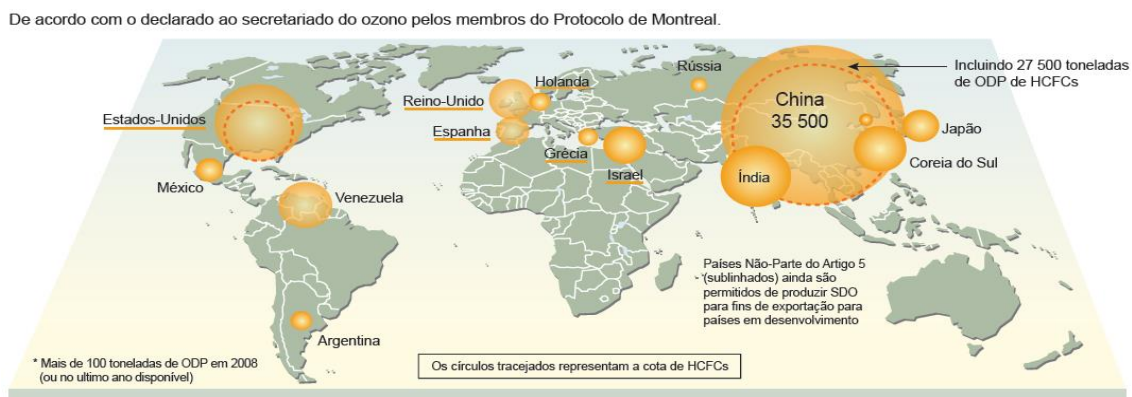 De acordo com o declarado ao secretariado do ozono pelos membros do Protocolo de Montreal.
Rússia
Incluindo 27 500 toneladas
de ODP de HCFCs
Holanda
Reino-Unido
China
35 500
Estados-Unidos
Espanha
Japão
Grécia
Coreia do Sul
Israel
Índia
México
Venezuela
Países Não-Parte do Artigo 5
(sublinhados) ainda são
permitidos de produzir SDO
para fins de exportação para
países em desenvolvimento
Argentina
* Mais de 100 toneladas de ODP em 2008
(ou no ultimo ano disponível)
Os círculos tracejados representam a cota de HCFCs